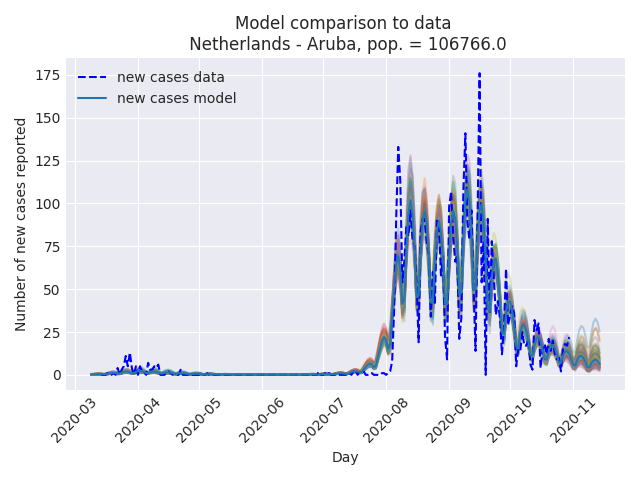 Model comparison to data
Netherlands - Aruba, pop. = 106766.0
new cases data
new cases model
175
150
125
100
75
50
25
0
Number of new cases reported
2020-03
2020-04
2020-05
2020-06
2020-07
2020-08
2020-09
2020-10
2020-11
Day